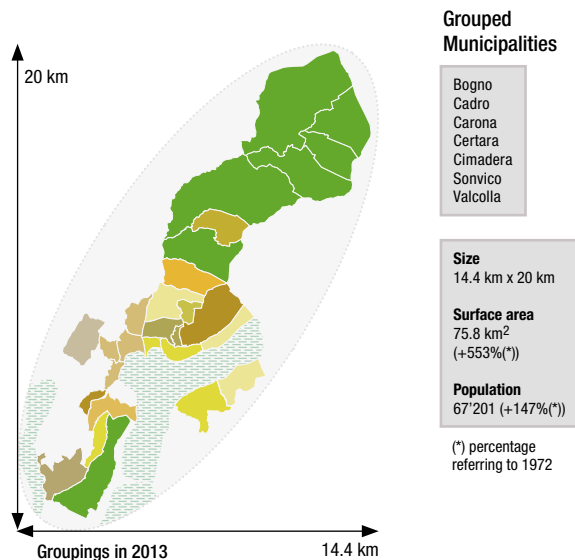 20 km
Groupings in 2013
14.4 km
Grouped
Municipalities
Bogno
Cadro
Carona
Certara
Cimadera
Sonvico
Valcolla
Size
14.4 km x 20 km
Surface area
75.8 km²
(+553%(*))
Population
67'201 (+147%(*))
(*) percentage
referring to 1972